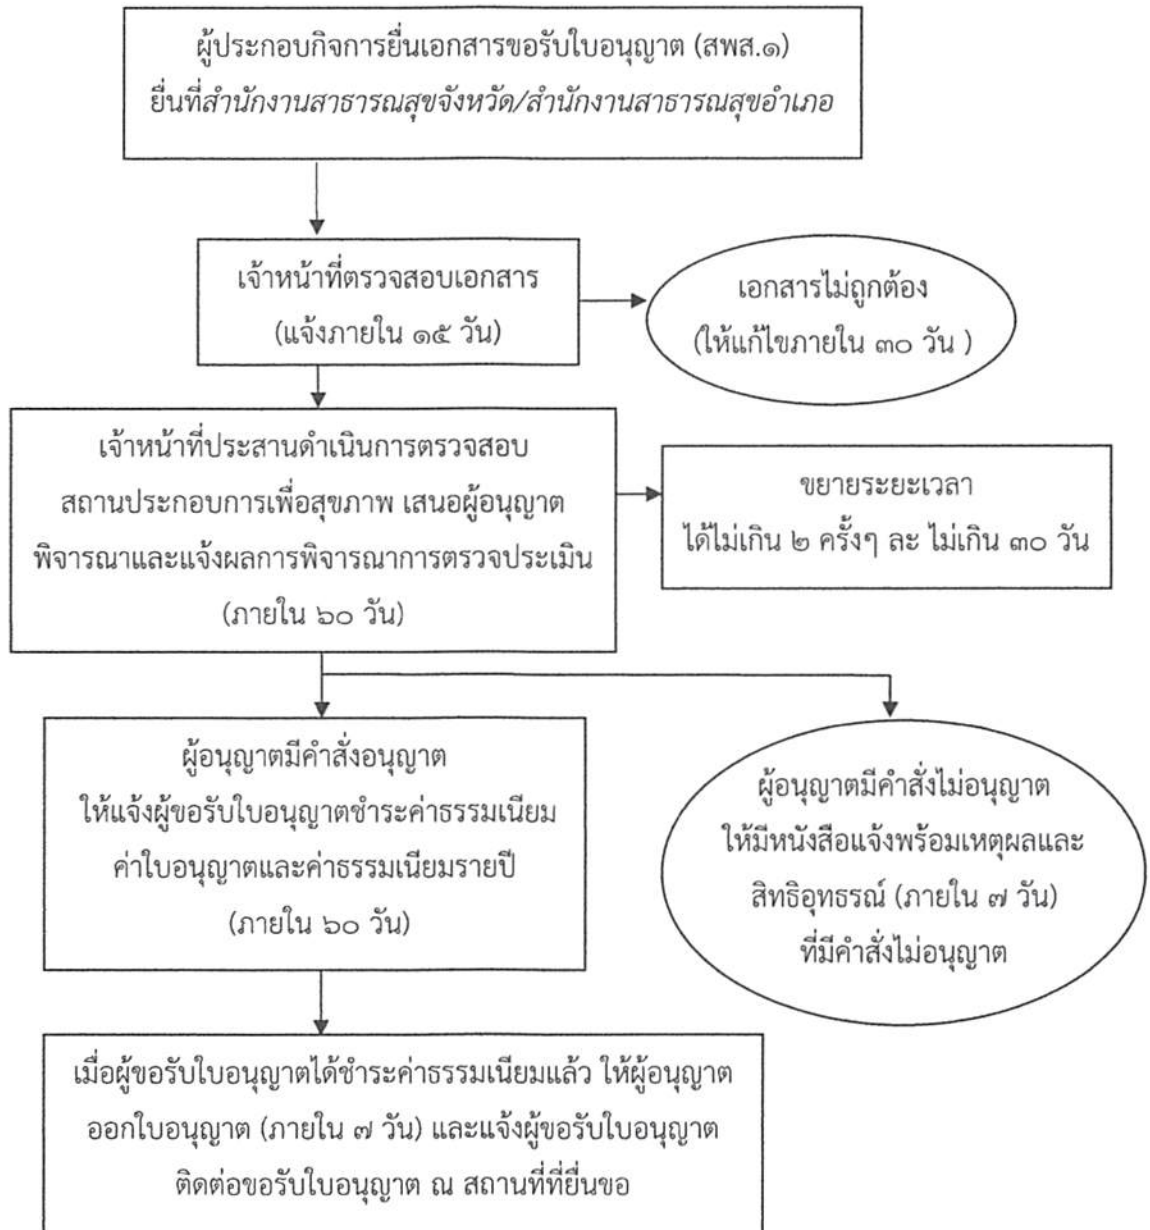 ผู้ประกอบกิจการยื่นเอกสารขอรับใบอนุญาต (สพส.๑)
ยื่นที่สำนักงานสาธารณสุขจังหวัด/สำนักงานสาธารณสุขอำเภอ
เจ้าหน้าที่ตรวจสอบเอกสาร
(แจ้งภายใน ๑๕ วัน)
เอกสารไม่ถูกต้อง
(ให้แก้ไขภายใน ๓๐ วัน )
เจ้าหน้าที่ประสานดำเนินการตรวจสอบ
สถานประกอบการเพื่อสุขภาพ เสนอผู้อนุญาต
พิจารณาและแจ้งผลการพิจารณาการตรวจประเมิน
(ภายใน ๖๐ วัน)
ขยายระยะเวลา
ได้ไม่เกิน ๒ ครั้งๆ ละ ไม่เกิน ๓๐ วัน
ผู้อนุญาตมีคำสั่งอนุญาต
ให้แจ้งผู้ขอรับใบอนุญาตชำระค่าธรรมเนียม
ค่าใบอนุญาตและค่าธรรมเนียมรายปี
(ภายใน ๖๐ วัน)
ผู้อนุญาตมีคำสั่งไม่อนุญาต
ให้มีหนังสือแจ้งพร้อมเหตุผลและ
สิทธิอุทธรณ์ (ภายใน ๗ วัน)
ที่มีคำสั่งไม่อนุญาต
เมื่อผู้ขอรับใบอนุญาตได้ชำระค่าธรรมเนียมแล้ว ให้ผู้อนุญาต
ออกใบอนุญาต (ภายใน ๗ วัน) และแจ้งผู้ขอรับใบอนุญาต
ติดต่อขอรับใบอนุญาต ณ สถานที่ที่ยื่นขอ